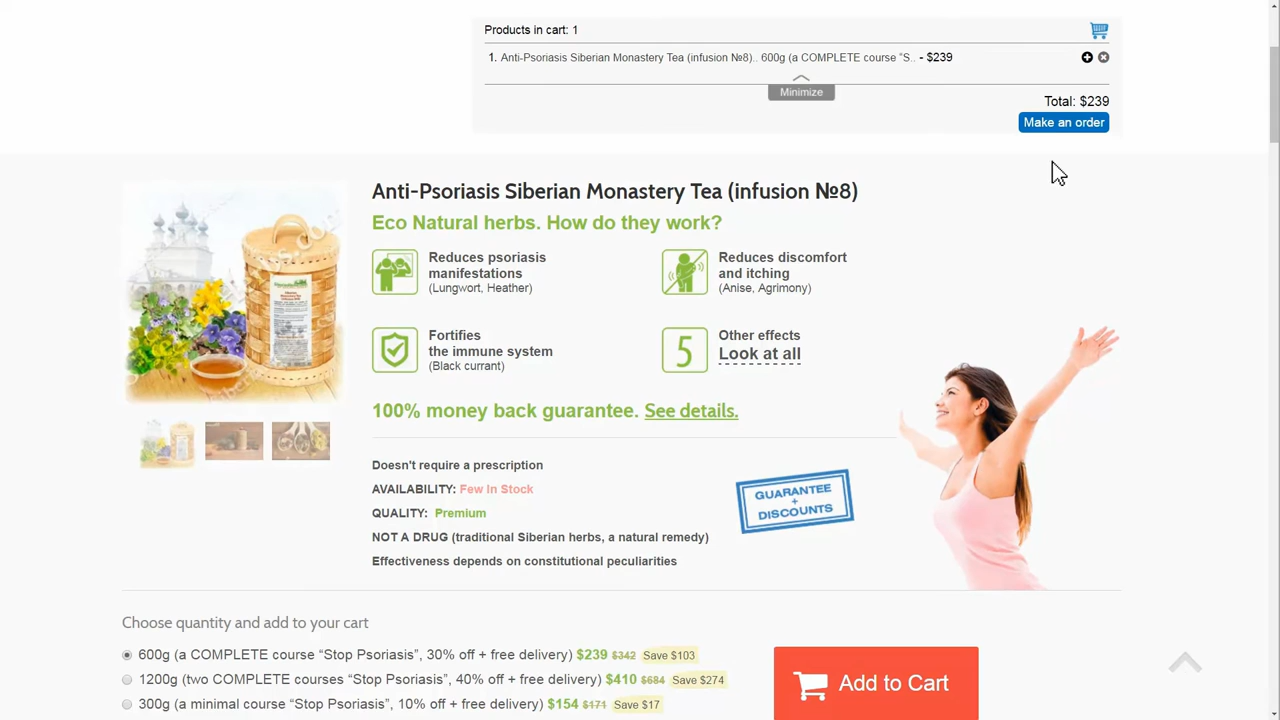 Products in cart: 1
1. Anti-Psoriasis Siberian Monastery Tea (infusion №8).. 600g (a COMPLETE course “S.. - $239
Minimize
Total: $239
Make an order
Anti-Psoriasis Siberian Monastery Tea (infusion №8)
Eco Natural herbs. How do they work?
Reduces psoriasis
manifestations
(Lungwort, Heather)
Reduces discomfort
and itching
(Anise, Agrimony)
Fortifies
the immune system
(Black currant)
5
Other effects
Look at all
100% money back guarantee. See details.
Doesn't require a prescription
AVAILABILITY: Few In Stock
QUALITY: Premium
NOT A DRUG (traditional Siberian herbs, a natural remedy)
Effectiveness depends on constitutional peculiarities
GUARANTEE
+
DISCOUNTS
Choose quantity and add to your cart
600g (a COMPLETE course “Stop Psoriasis”, 30% off + free delivery) $239 $342 Save $103
1200g (two COMPLETE courses “Stop Psoriasis”, 40% off + free delivery) $410 $684 Save $274
300g (a minimal course “Stop Psoriasis”, 10% off + free delivery) $154 $171 Save $17
Add to Cart